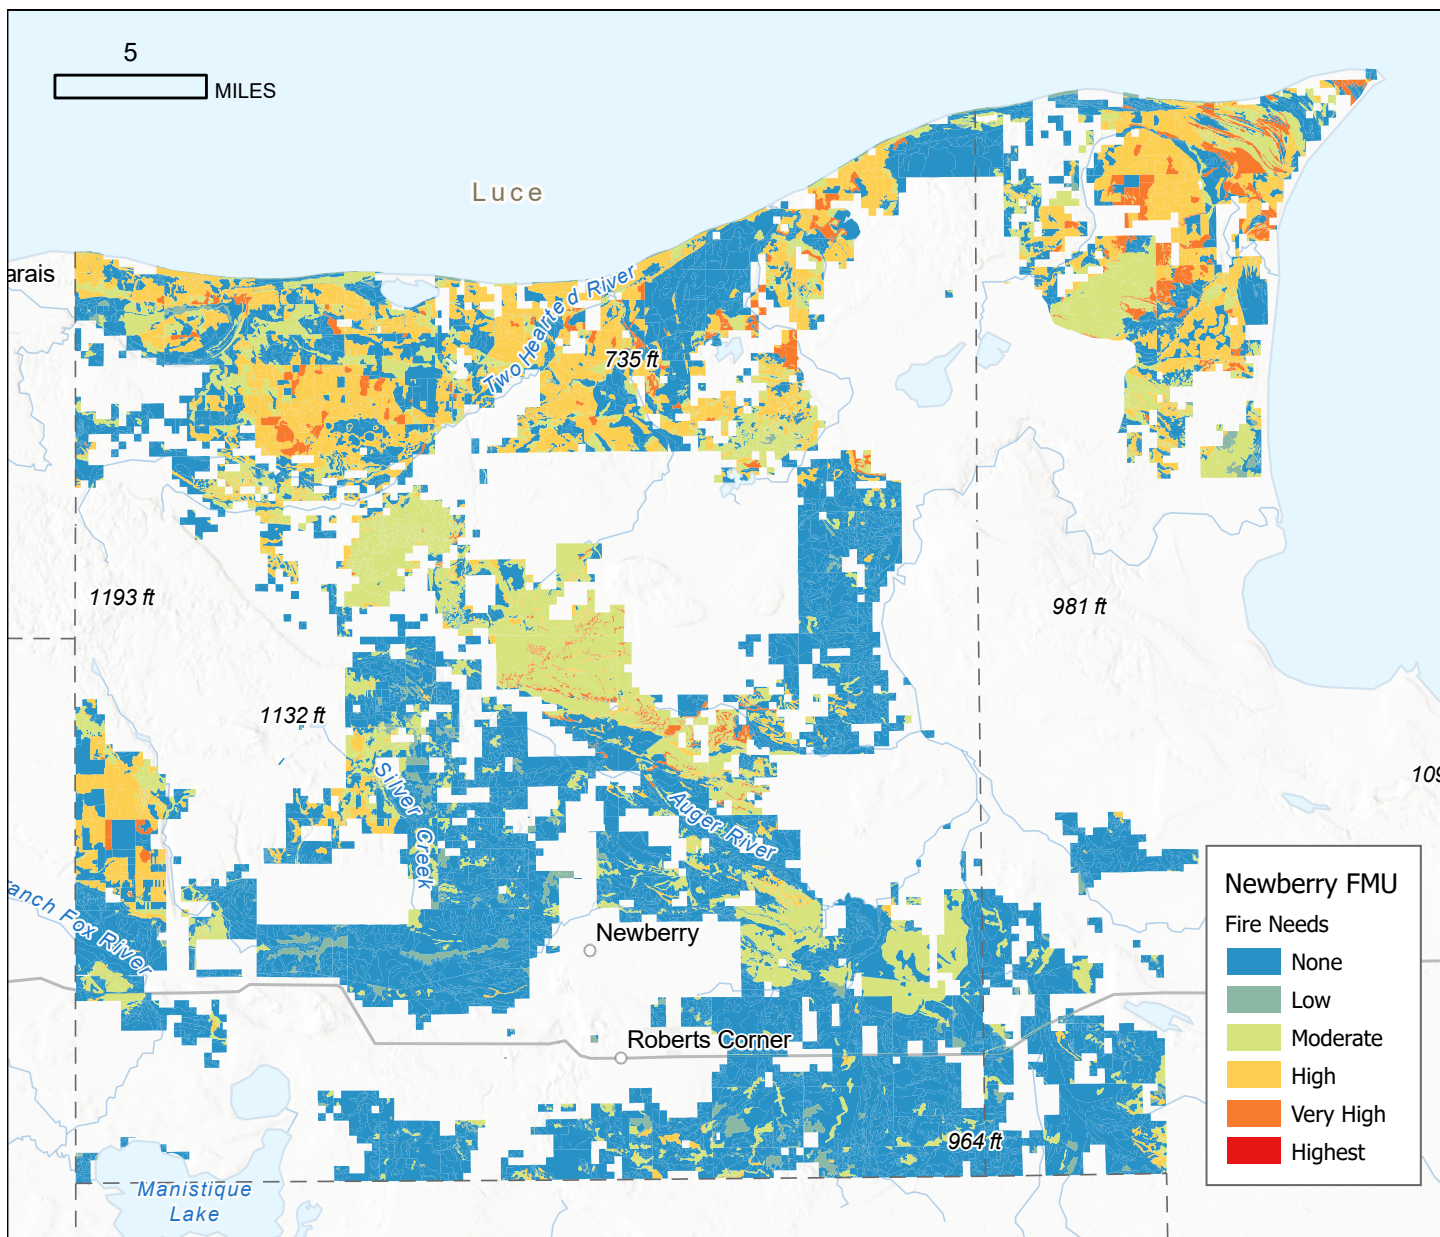 5
MILES
Luce
arais
Two Hearted River
735 ft
1193 ft
981 ft
1132 ft
109
Silver Creek
Auger River
anch Fox River
Newberry
Roberts Corner
964 ft
Manistique
Lake
Newberry FMU
Fire Needs
None
Low
Moderate
High
Very High
Highest